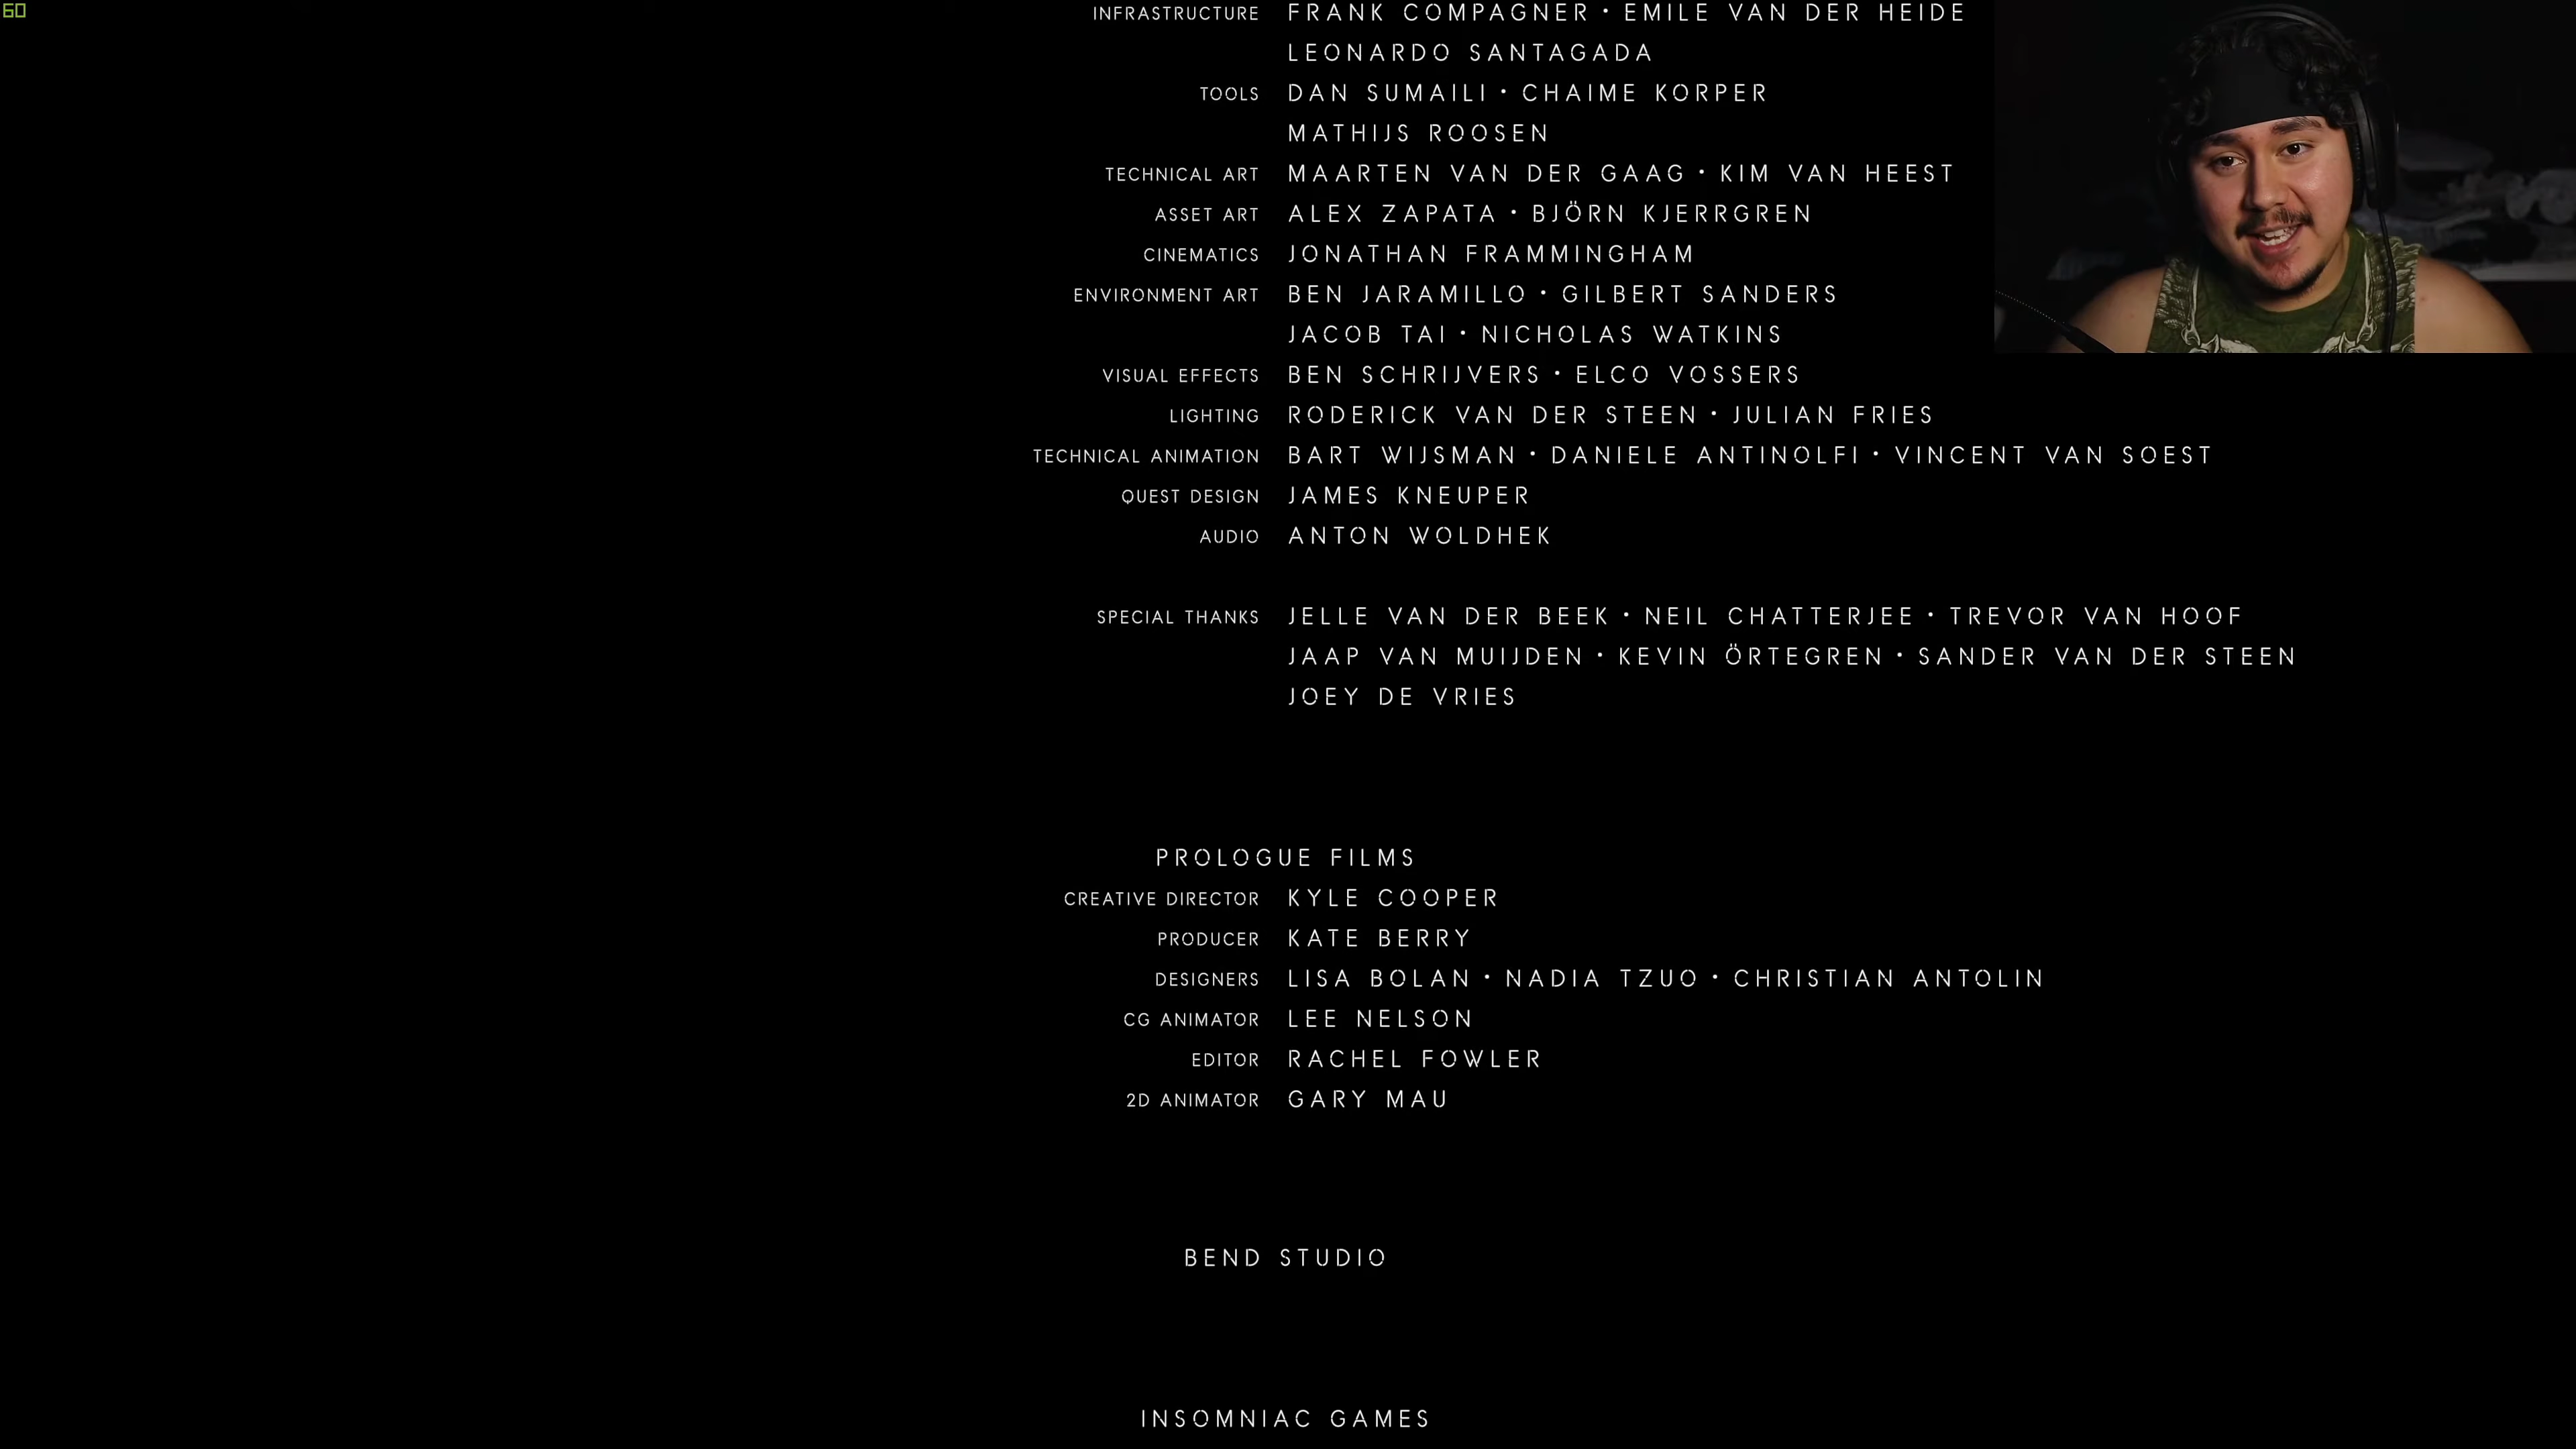 60
INFRASTRUCTURE FRANK COMPAGNER · EMILE VAN DER HEIDE
LEONARDO SANTAGADA
TOOLS DAN SUMAILI · CHAIME KORPER
MATHIJS ROOSEN
TECHNICAL ART MAARTEN VAN DER GAAG · KIM VAN HEEST
ASSET ART ALEX ZAPATA · BJÖRN KJERRGREN
CINEMATICS JONATHAN FRAMMINGHAM
ENVIRONMENT ART BEN JARAMILLO · GILBERT SANDERS
JACOB TAI · NICHOLAS WATKINS
VISUAL EFFECTS BEN SCHRIJVERS · ELCO VOSSERS
LIGHTING RODERICK VAN DER STEEN · JULIAN FRIES
TECHNICAL ANIMATION BART WIJSMAN · DANIELE ANTINOLFI · VINCENT VAN SOEST
QUEST DESIGN JAMES KNEUPER
AUDIO ANTON WOLDHEK
SPECIAL THANKS JELLE VAN DER BEEK · NEIL CHATTERJEE · TREVOR VAN HOOF
JAAP VAN MUIJDEN · KEVIN ÖRTEGREN · SANDER VAN DER STEEN
JOEY DE VRIES
PROLOGUE FILMS
CREATIVE DIRECTOR KYLE COOPER
PRODUCER KATE BERRY
DESIGNERS LISA BOLAN · NADIA TZUO · CHRISTIAN ANTOLIN
CG ANIMATOR LEE NELSON
EDITOR RACHEL FOWLER
2D ANIMATOR GARY MAU
BEND STUDIO
INSOMNIAC GAMES